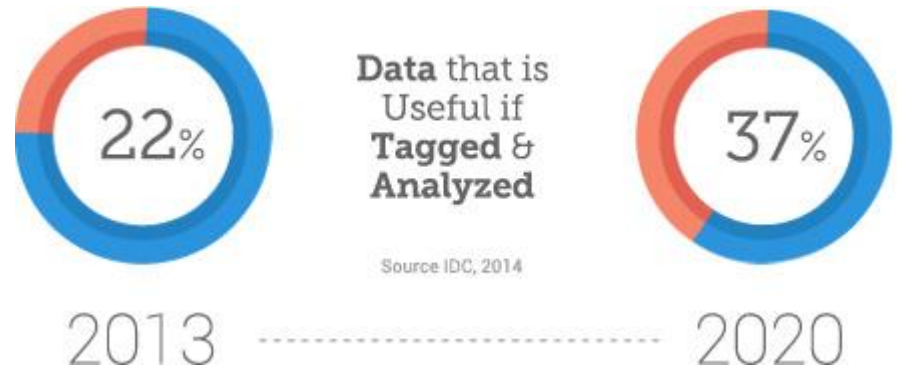 22%
Data that is
Useful if
Tagged &
Analyzed
Source IDC, 2014
37%
2013
2020